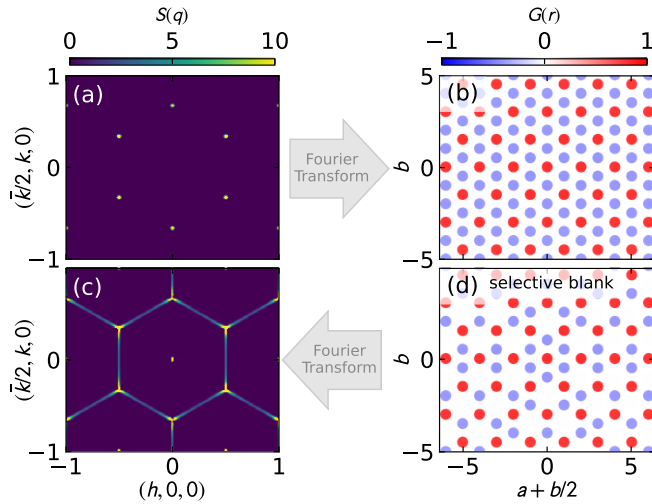 S(q)
0 5 10
G(r)
−1 0 1
(a)
1
0
−1
(k̄/2, k, 0)
Fourier
Transform
(b)
5
0
−5
b
(c)
1
0
−1
(k̄/2, k, 0)
−1 0 1
(h, 0, 0)
Fourier
Transform
(d) selective blank
5
0
−5
b
−5 0 5
a + b/2